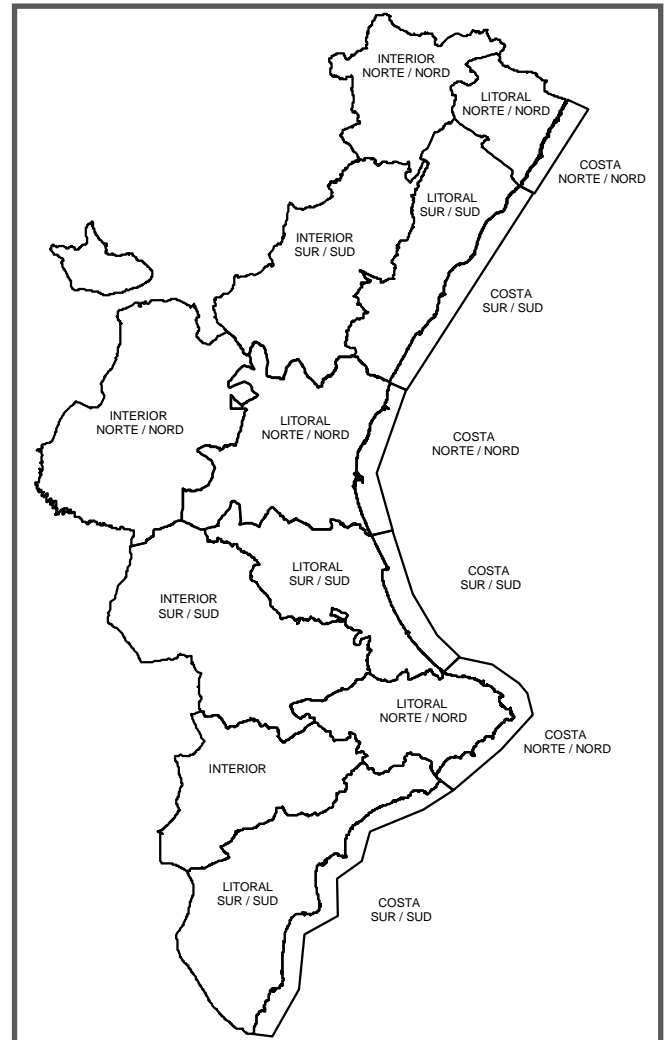 INTERIOR
NORTE / NORD
LITORAL
NORTE / NORD
COSTA
NORTE / NORD
LITORAL
SUR / SUD
INTERIOR
SUR / SUD
COSTA
SUR / SUD
INTERIOR
NORTE / NORD
LITORAL
NORTE / NORD
COSTA
NORTE / NORD
LITORAL
SUR / SUD
COSTA
SUR / SUD
INTERIOR
SUR / SUD
LITORAL
NORTE / NORD
COSTA
NORTE / NORD
INTERIOR
LITORAL
SUR / SUD
COSTA
SUR / SUD